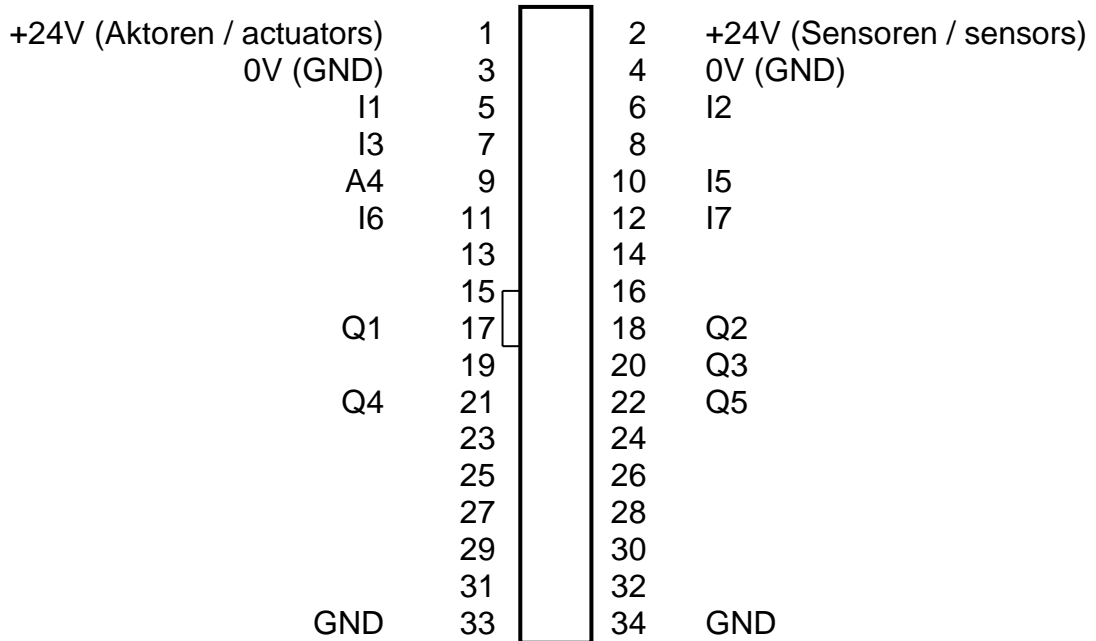 +24V (Aktoren / actuators) 1 2 +24V (Sensoren / sensors)
0V (GND) 3 4 0V (GND)
I1 5 6 I2
I3 7 8
A4 9 10 I5
I6 11 12 I7
13 14
15 16
Q1 17 18 Q2
19 20 Q3
Q4 21 22 Q5
23 24
25 26
27 28
29 30
31 32
GND 33 34 GND